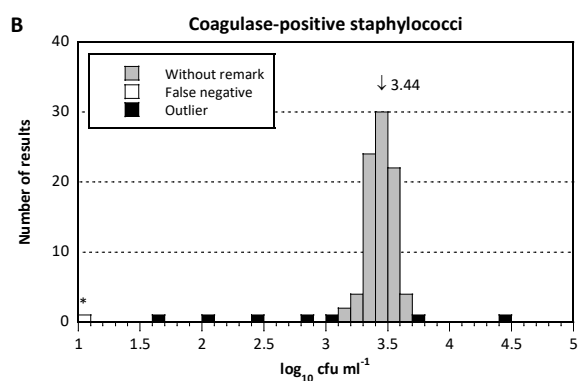 B
Coagulase-positive staphylococci
40
30
20
10
0
Number of results
Without remark
False negative
Outlier
↓ 3.44
*
1 1.5 2 2.5 3 3.5 4 4.5 5
log10 cfu ml-1